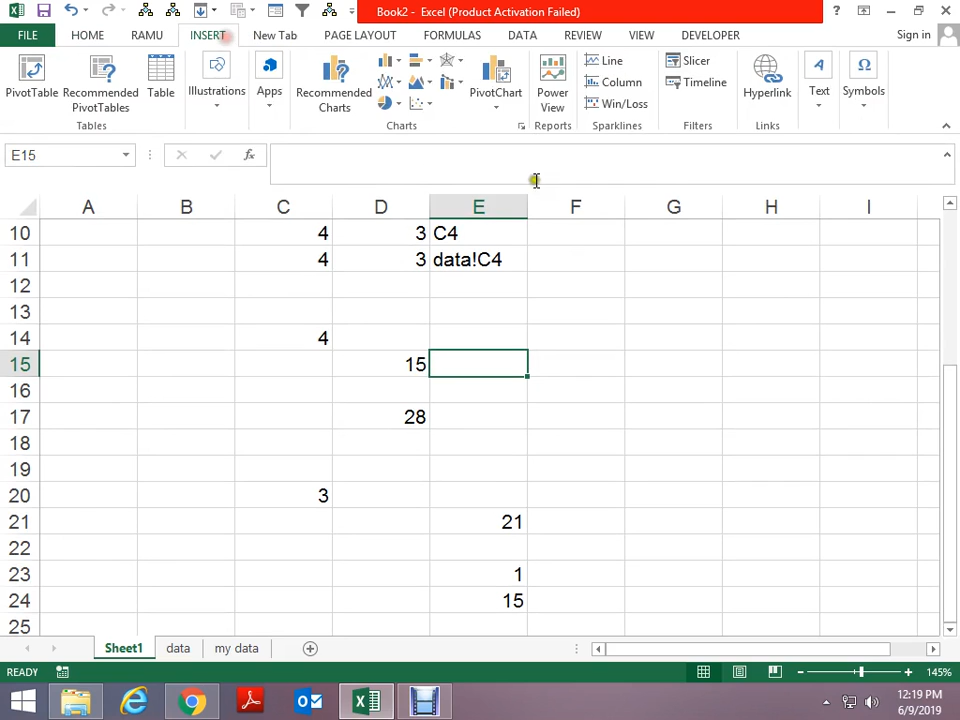 Book2 - Excel (Product Activation Failed)
?
FILE HOME RAMU INSERT New Tab PAGE LAYOUT FORMULAS DATA REVIEW VIEW DEVELOPER Sign in
PivotTable Recommended PivotTables Table Illustrations Apps Recommended Charts PivotChart Power View Line Column Win/Loss Slicer Timeline Hyperlink Text Symbols
Tables Charts Reports Sparklines Filters Links
E15 fx
A B C D E F G H I
10 4 3 C4
11 4 3 data!C4
12
13
14 4
15 15
16
17 28
18
19
20 3
21 21
22
23 1
24 15
25
Sheet1 data my data
READY 145%
12:19 PM
6/9/2019